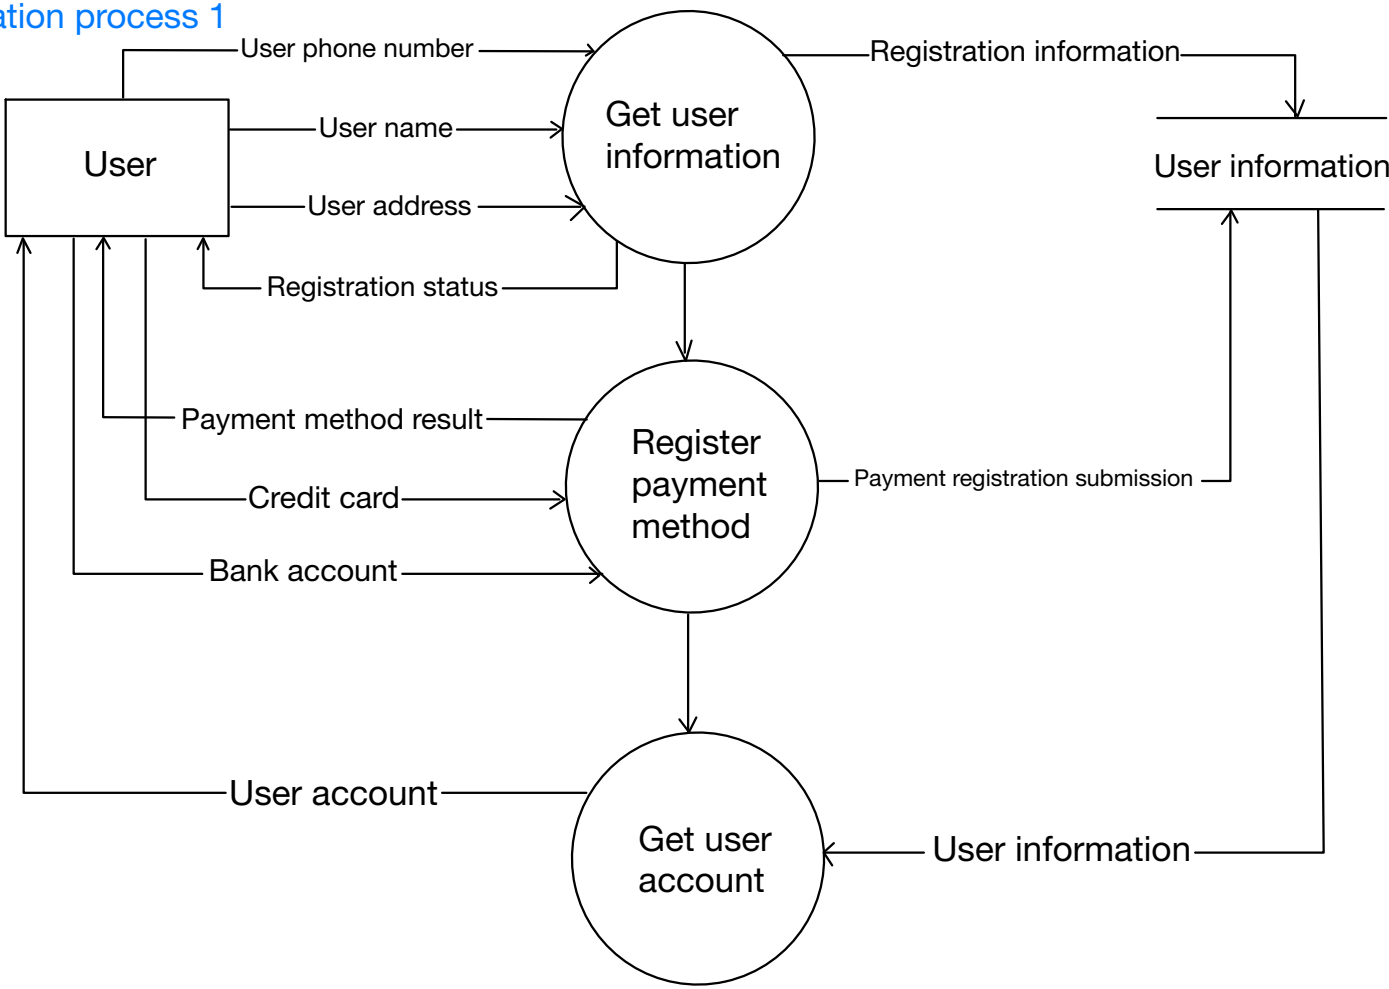 ation process 1
User phone number
Registration information
User name
Get user
information
User
User information
User address
Registration status
Payment method result
Register
payment
method
Payment registration submission
Credit card
Bank account
User account
Get user
account
User information